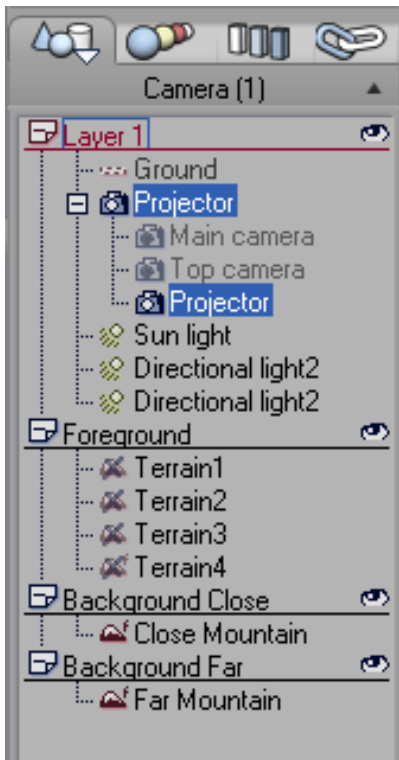 Camera (1)
Layer 1
Ground
Projector
Main camera
Top camera
Projector
Sun light
Directional light2
Directional light2
Foreground
Terrain1
Terrain2
Terrain3
Terrain4
Background Close
Close Mountain
Background Far
Far Mountain